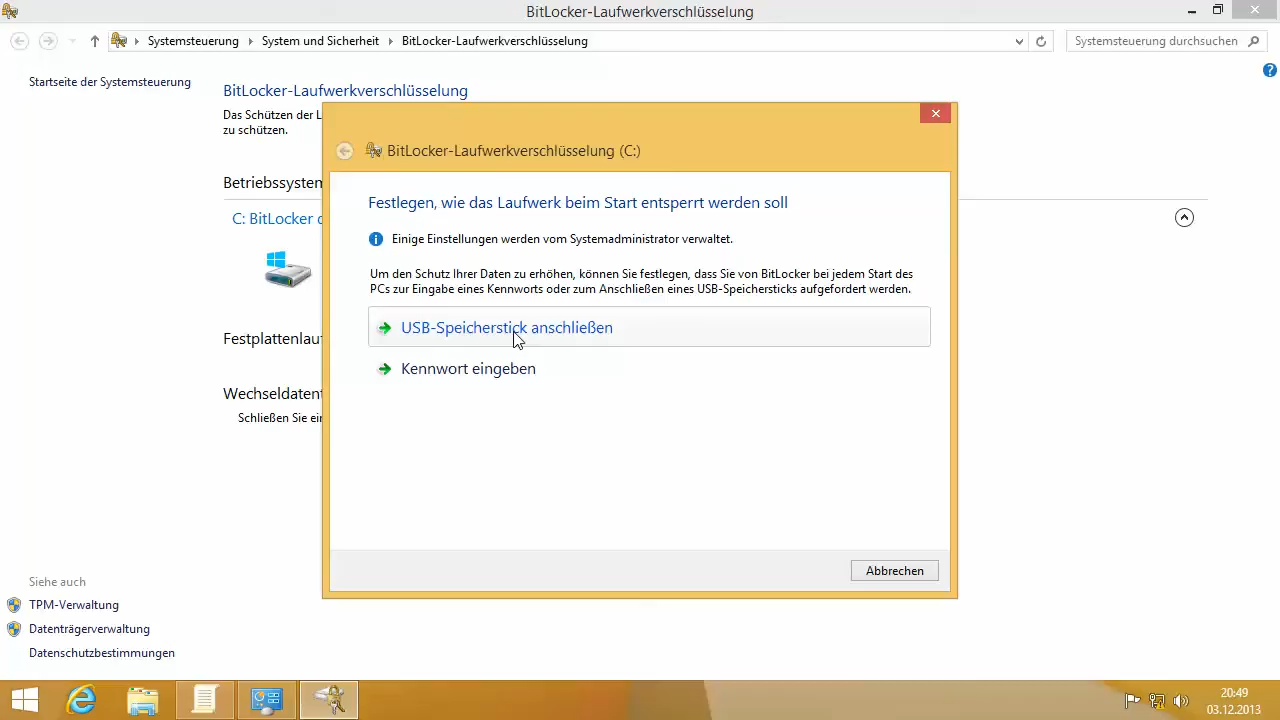 BitLocker-Laufwerkverschlüsselung
Systemsteuerung
System und Sicherheit
BitLocker-Laufwerkverschlüsselung
Systemsteuerung durchsuchen
Startseite der Systemsteuerung
BitLocker-Laufwerkverschlüsselung
Das Schützen der L
zu schützen.
BitLocker-Laufwerkverschlüsselung (C:)
Betriebssystem
C: BitLocker d
Festlegen, wie das Laufwerk beim Start entsperrt werden soll
Einige Einstellungen werden vom Systemadministrator verwaltet.
Um den Schutz Ihrer Daten zu erhöhen, können Sie festlegen, dass Sie von BitLocker bei jedem Start des
PCs zur Eingabe eines Kennworts oder zum Anschließen eines USB-Speichersticks aufgefordert werden.
USB-Speicherstick anschließen
Kennwort eingeben
Festplattenlau
Wechseldaten
Schließen Sie ein
Abbrechen
Siehe auch
TPM-Verwaltung
Datenträgerverwaltung
Datenschutzbestimmungen
20:49
03.12.2013